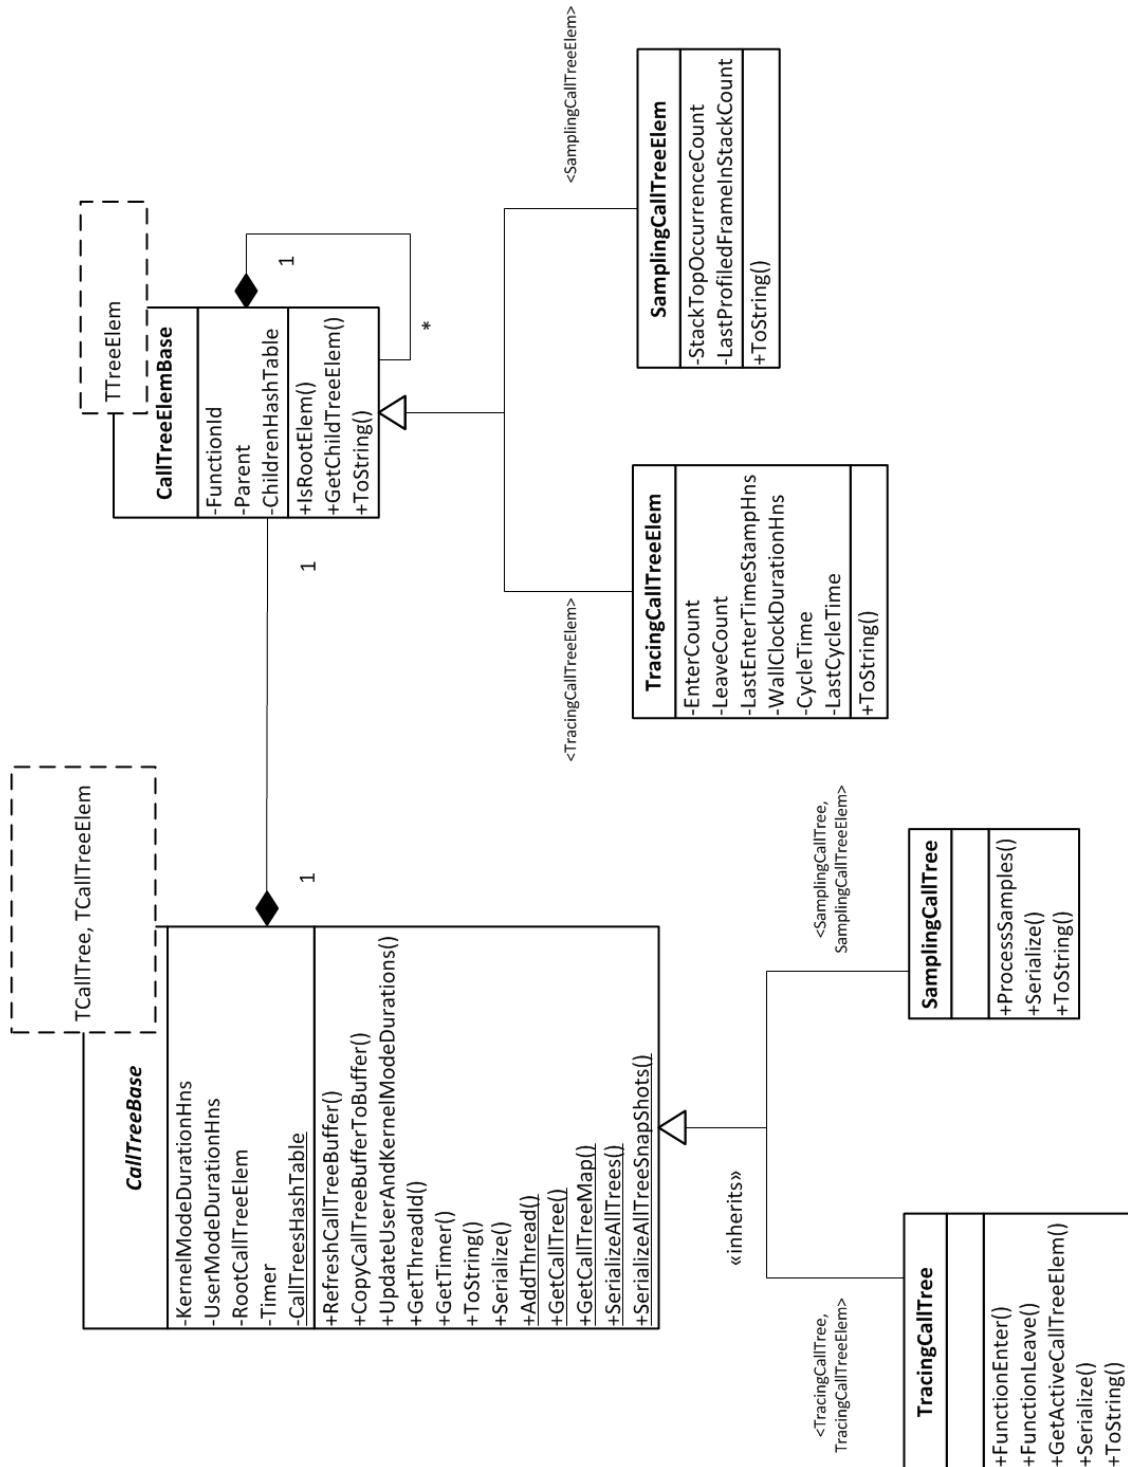 TCallTree, TCallTreeElem
CallTreeBase
-KernelModeDurationHns
-UserModeDurationHns
-RootCallTreeElem
-Timer
-CallTreesHashTable
+RefreshCallTreeBuffer()
+CopyCallTreeBufferToBuffer()
+UpdateUserAndKernelModeDurations()
+GetThreadId()
+GetTimer()
+ToString()
+Serialize()
+AddThread()
+GetCallTree()
+GetCallTreeMap()
+SerializeAllTrees()
+SerializeAllTreeSnapShots()
1
1
TTreeElem
CallTreeElemBase
-FunctionId
-Parent
-ChildrenHashTable
+IsRootElem()
+GetChildTreeElem()
+ToString()
1
*
<TracingCallTreeElem>
<SamplingCallTreeElem>
TracingCallTreeElem
-EnterCount
-LeaveCount
-LastEnterTimeStampHns
-WallClockDurationHns
-CycleTime
-LastCycleTime
+ToString()
SamplingCallTreeElem
-StackTopOccurrenceCount
-LastProfiledFrameInStackCount
+ToString()
«inherits»
<TracingCallTree,
TracingCallTreeElem>
<SamplingCallTree,
SamplingCallTreeElem>
TracingCallTree
+FunctionEnter()
+FunctionLeave()
+GetActiveCallTreeElem()
+Serialize()
+ToString()
SamplingCallTree
+ProcessSamples()
+Serialize()
+ToString()